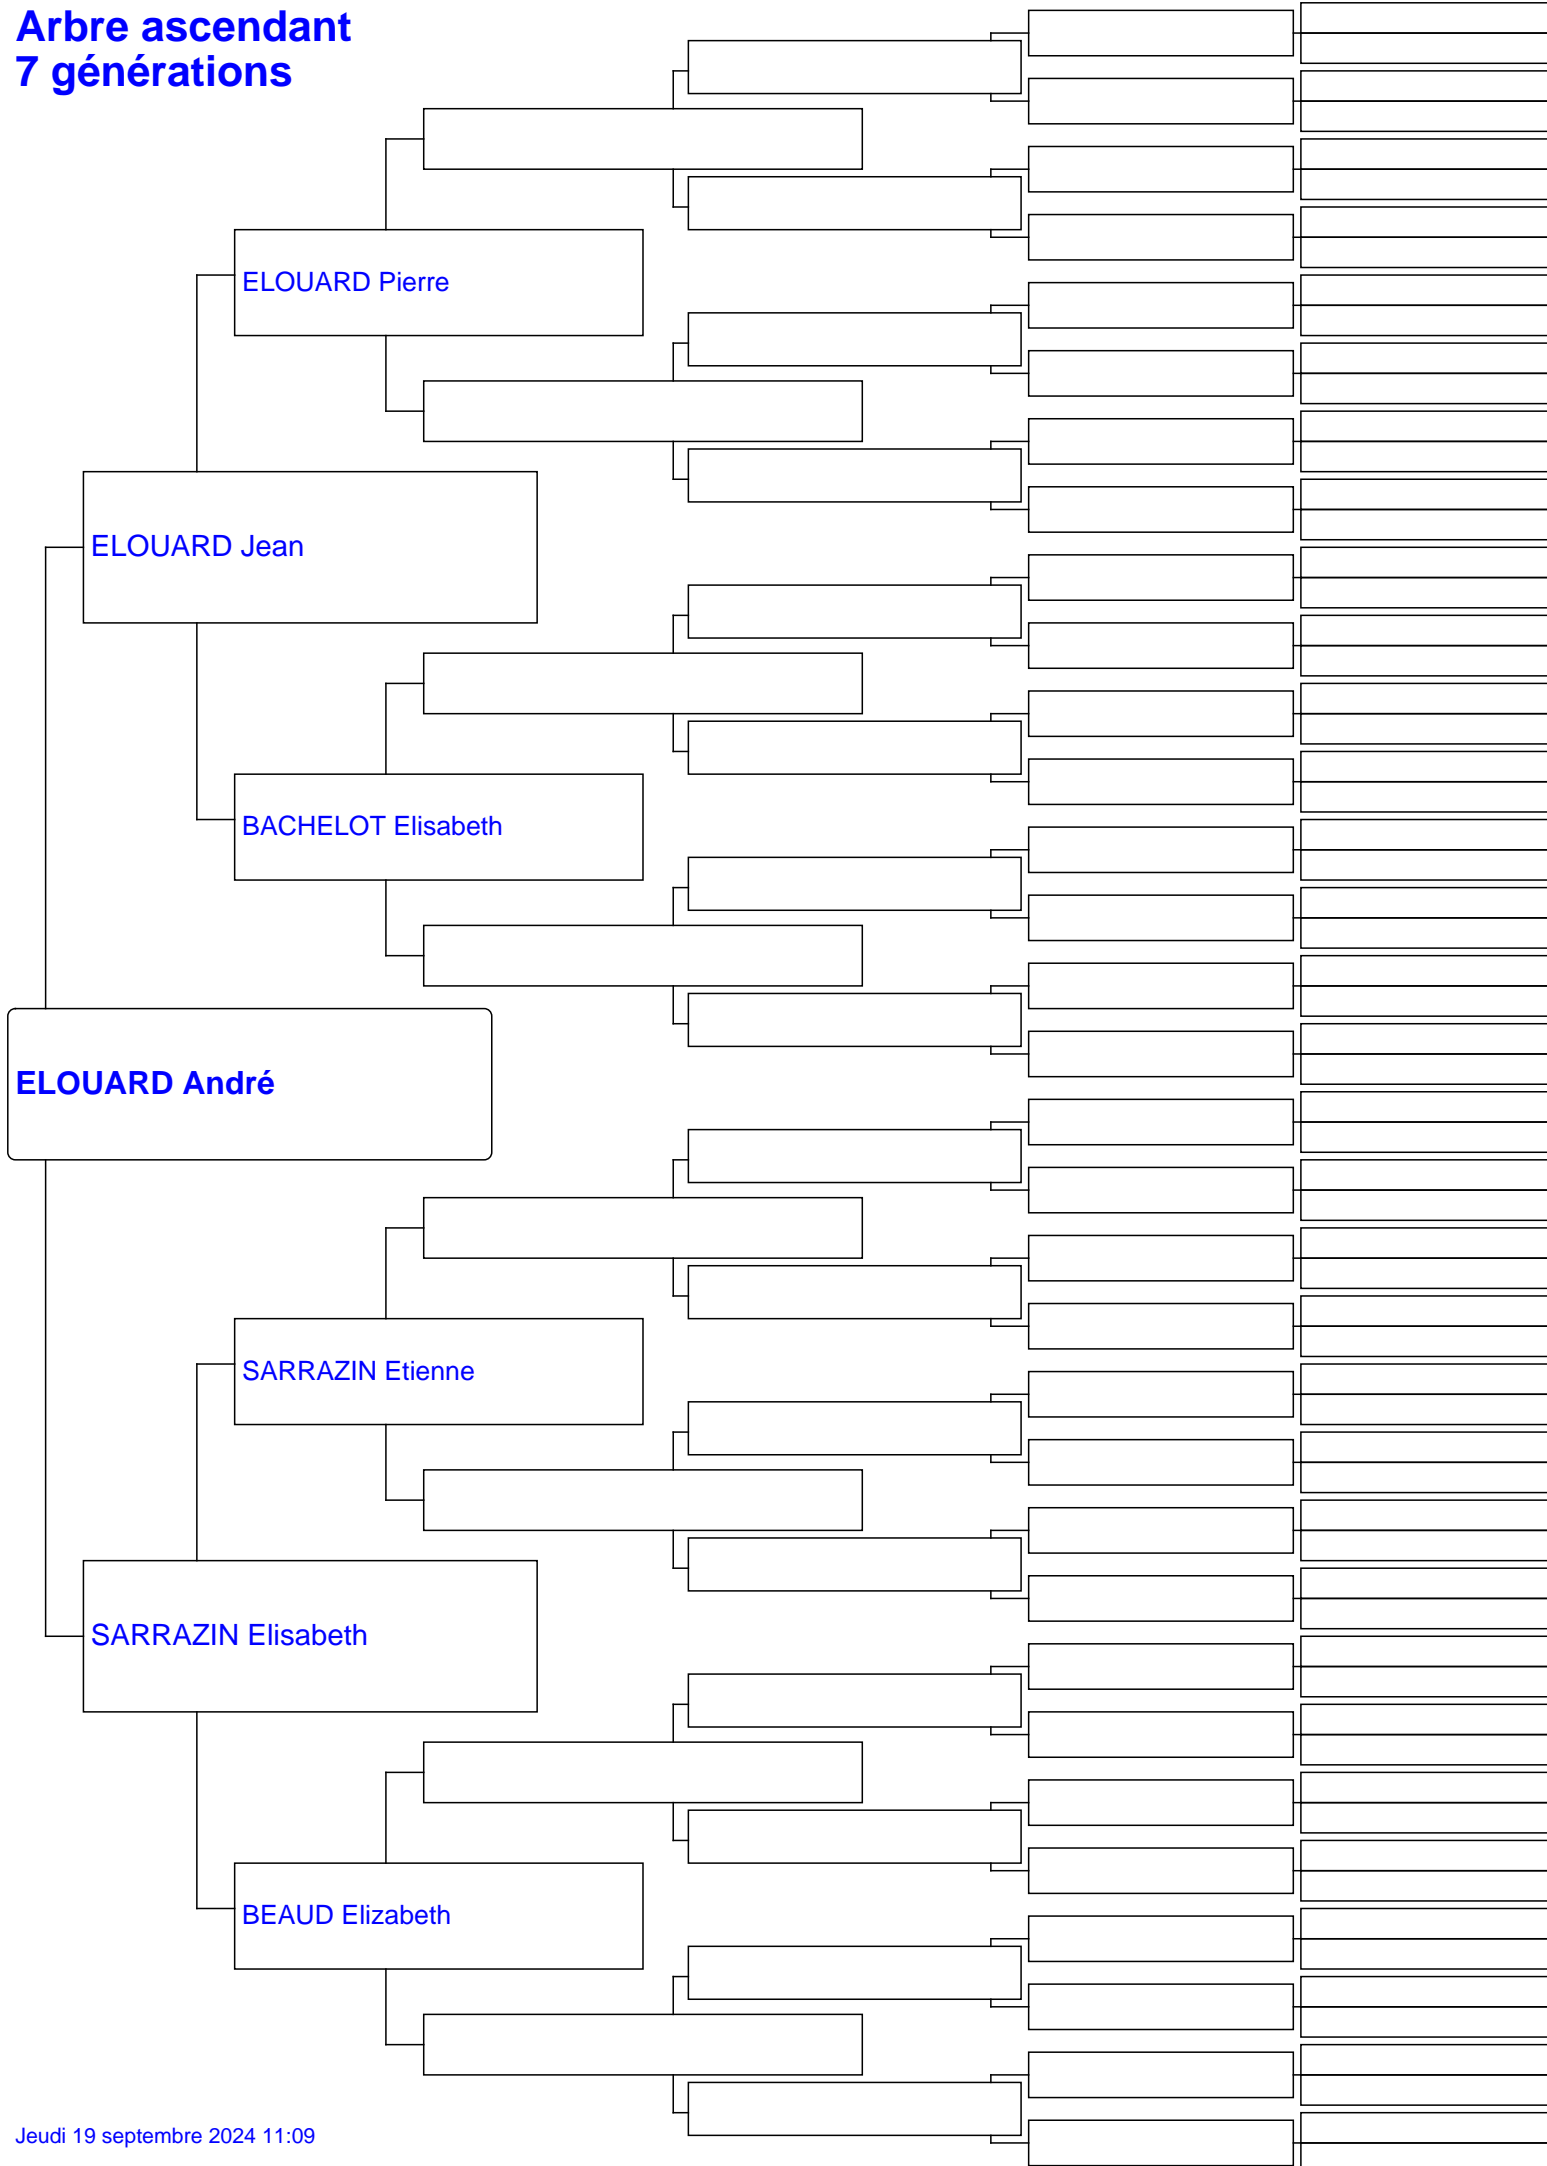 Arbre ascendant
7 générations
ELOUARD Pierre
ELOUARD Jean
BACHELOT Elisabeth
ELOUARD André
SARRAZIN Etienne
SARRAZIN Elisabeth
BEAUD Elizabeth
Jeudi 19 septembre 2024 11:09